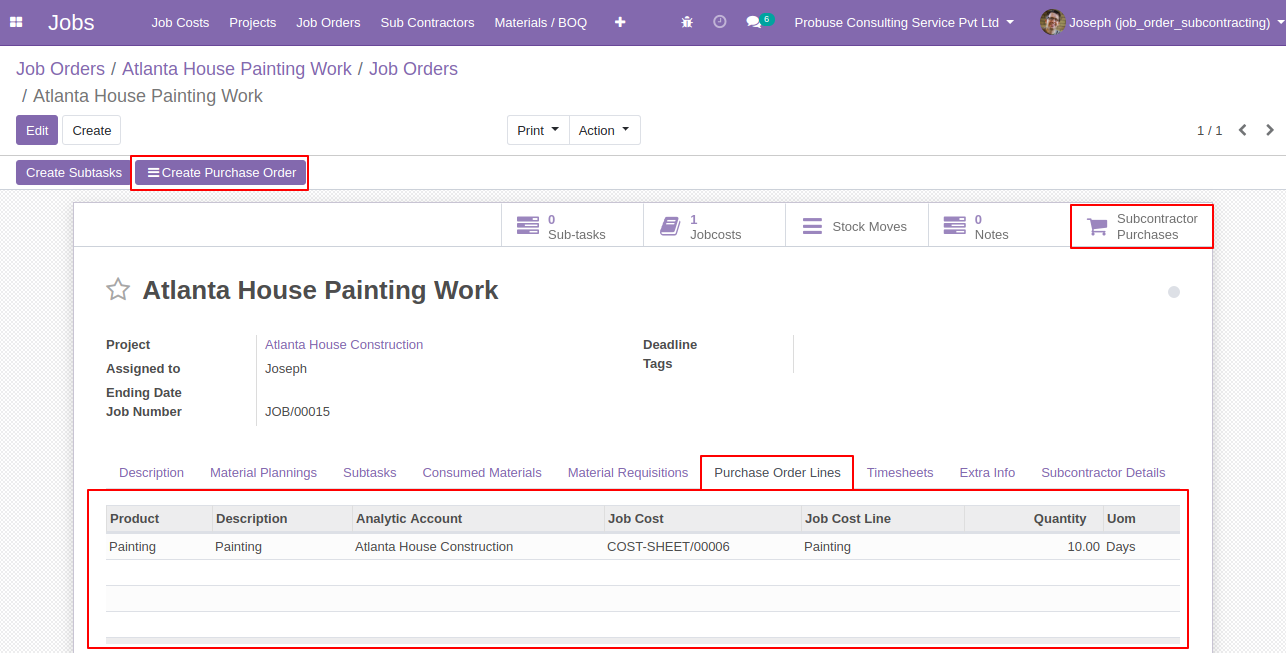 Jobs Job Costs Projects Job Orders Sub Contractors Materials / BOQ 6 Probuse Consulting Service Pvt Ltd Joseph (job_order_subcontracting)
Job Orders / Atlanta House Painting Work / Job Orders
/ Atlanta House Painting Work
Edit Create Print Action 1 / 1
Create Subtasks Create Purchase Order
0 Sub-tasks
1 Jobcosts
Stock Moves
0 Notes
Subcontractor
Purchases
Atlanta House Painting Work
Project Atlanta House Construction
Assigned to Joseph
Ending Date
Job Number JOB/00015
Deadline
Tags
Description Material Plannings Subtasks Consumed Materials Material Requisitions Purchase Order Lines Timesheets Extra Info Subcontractor Details
Product Description Analytic Account Job Cost Job Cost Line Quantity Uom
Painting Painting Atlanta House Construction COST-SHEET/00006 Painting 10.00 Days